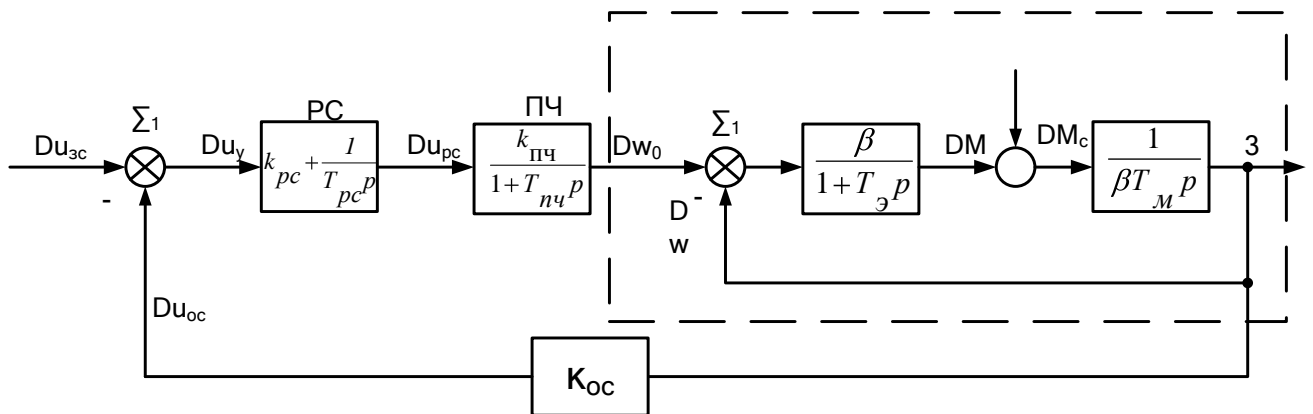 Du_зс
-
Σ₁
Du_у
РС
k_рс + 1 / T_рс p
Du_рс
ПЧ
k_пч / 1 + T_пч p
Dw₀
Σ₁
-
D
w
β / 1 + T_э p
DM
DM_с
1 / βT_м p
3
Du_ос
K_ос